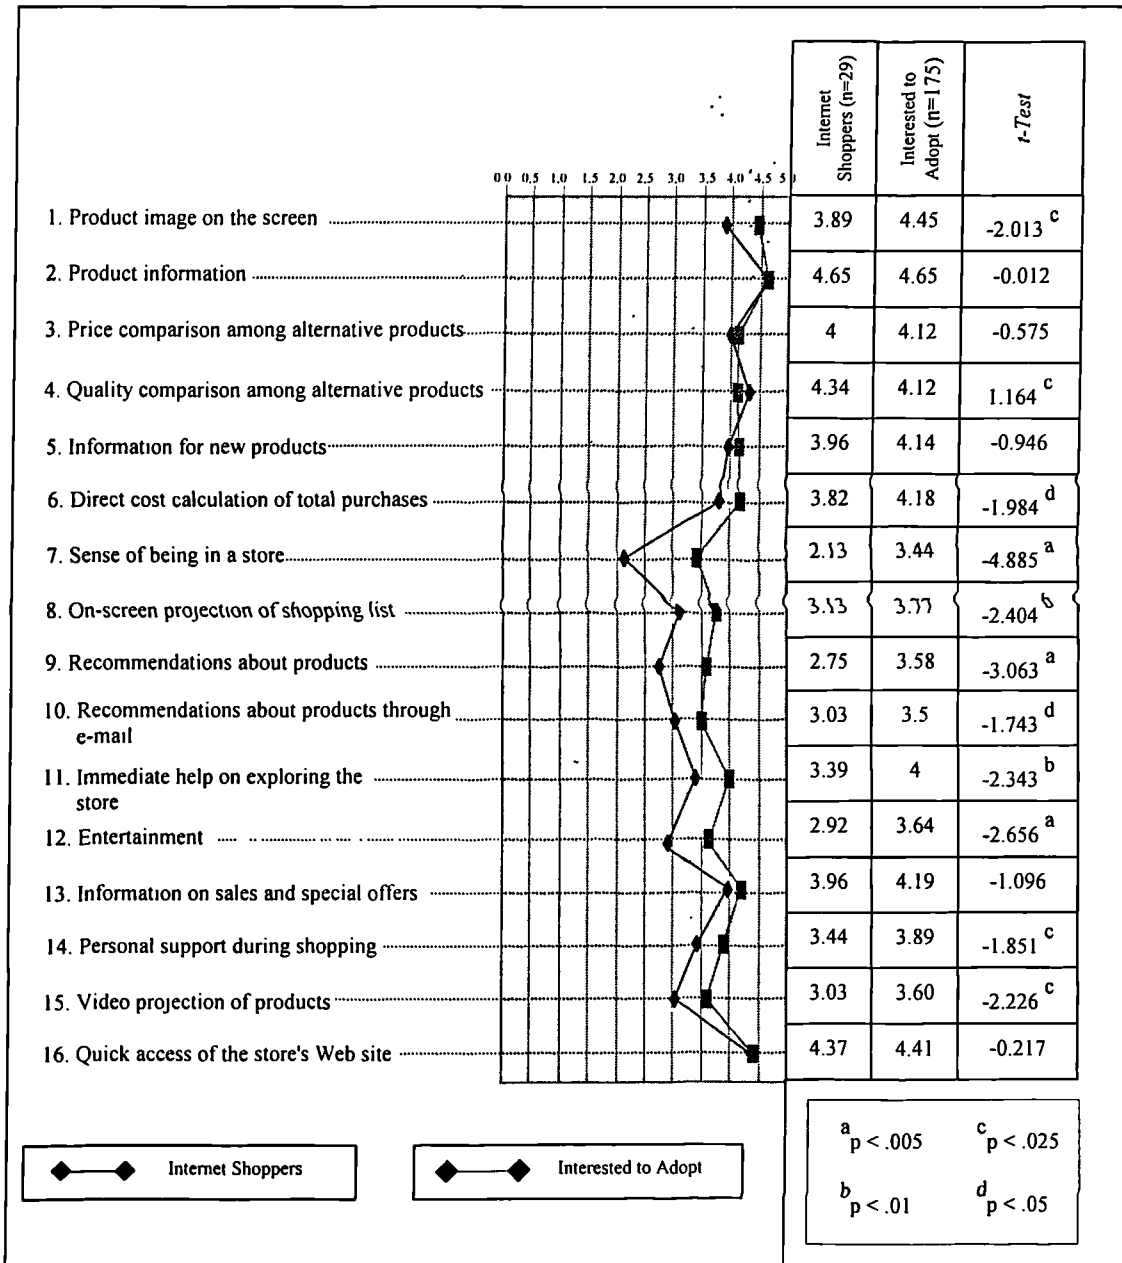 Internet
Shoppers (n=29)
Interested to
Adopt (n=175)
t-Test
0 0 0,5 1,0 1,5 2,0 2,5 3,0 3,5 4,0 4,5 5
1. Product image on the screen 3.89 4.45 -2.013 c
2. Product information 4.65 4.65 -0.012
3. Price comparison among alternative products 4 4.12 -0.575
4. Quality comparison among alternative products 4.34 4.12 1.164 c
5. Information for new products 3.96 4.14 -0.946
6. Direct cost calculation of total purchases 3.82 4.18 -1.984 d
7. Sense of being in a store 2.13 3.44 -4.885 a
8. On-screen projection of shopping list 3.13 3.77 -2.404 b
9. Recommendations about products 2.75 3.58 -3.063 a
10. Recommendations about products through
e-mail 3.03 3.5 -1.743 d
11. Immediate help on exploring the
store 3.39 4 -2.343 b
12. Entertainment 2.92 3.64 -2.656 a
13. Information on sales and special offers 3.96 4.19 -1.096
14. Personal support during shopping 3.44 3.89 -1.851 c
15. Video projection of products 3.03 3.60 -2.226 c
16. Quick access of the store's Web site 4.37 4.41 -0.217
Internet Shoppers
Interested to Adopt
a p < .005 c p < .025
b p < .01 d p < .05